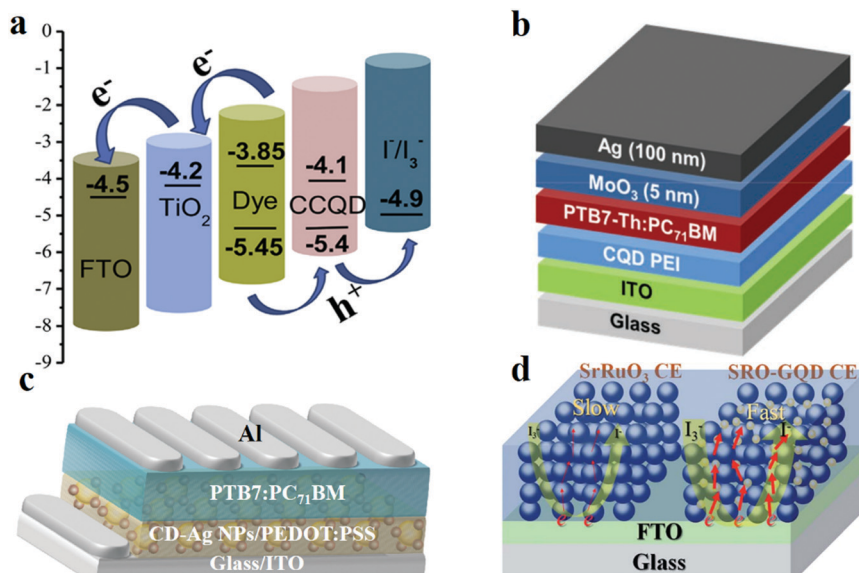 a
e⁻
e⁻
-1
-2
-3
-4
-5
-6
-7
-8
-9
-4.5
FTO
-4.2
TiO₂
-3.85
Dye
-5.45
-4.1
CCQD
-5.4
I⁻/I₃⁻
-4.9
h⁺
b
Ag (100 nm)
MoO₃ (5 nm)
PTB7-Th:PC₇₁BM
CQD PEI
ITO
Glass
c
Al
PTB7:PC₇₁BM
CD-Ag NPs/PEDOT:PSS
Glass/ITO
d
SrRuO₃ CE
SRO-GQD CE
Slow
Fast
I₃⁻
I⁻
I₃⁻
I⁻
FTO
Glass